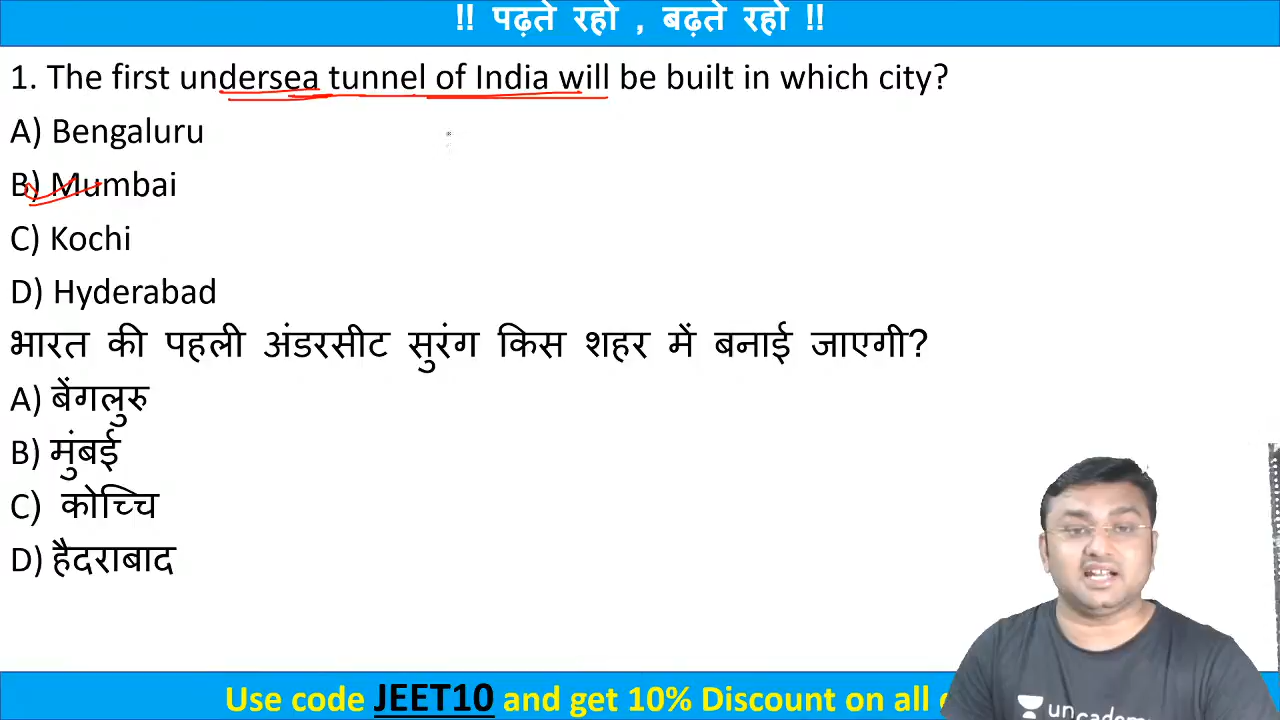 !! पढ़ते रहो , बढ़ते रहो !!
1. The first undersea tunnel of India will be built in which city?
A) Bengaluru
B) Mumbai
C) Kochi
D) Hyderabad
भारत की पहली अंडरसीट सुरंग किस शहर में बनाई जाएगी?
A) बेंगलुरु
B) मुंबई
C) कोच्चि
D) हैदराबाद
Use code JEET10 and get 10% Discount on all